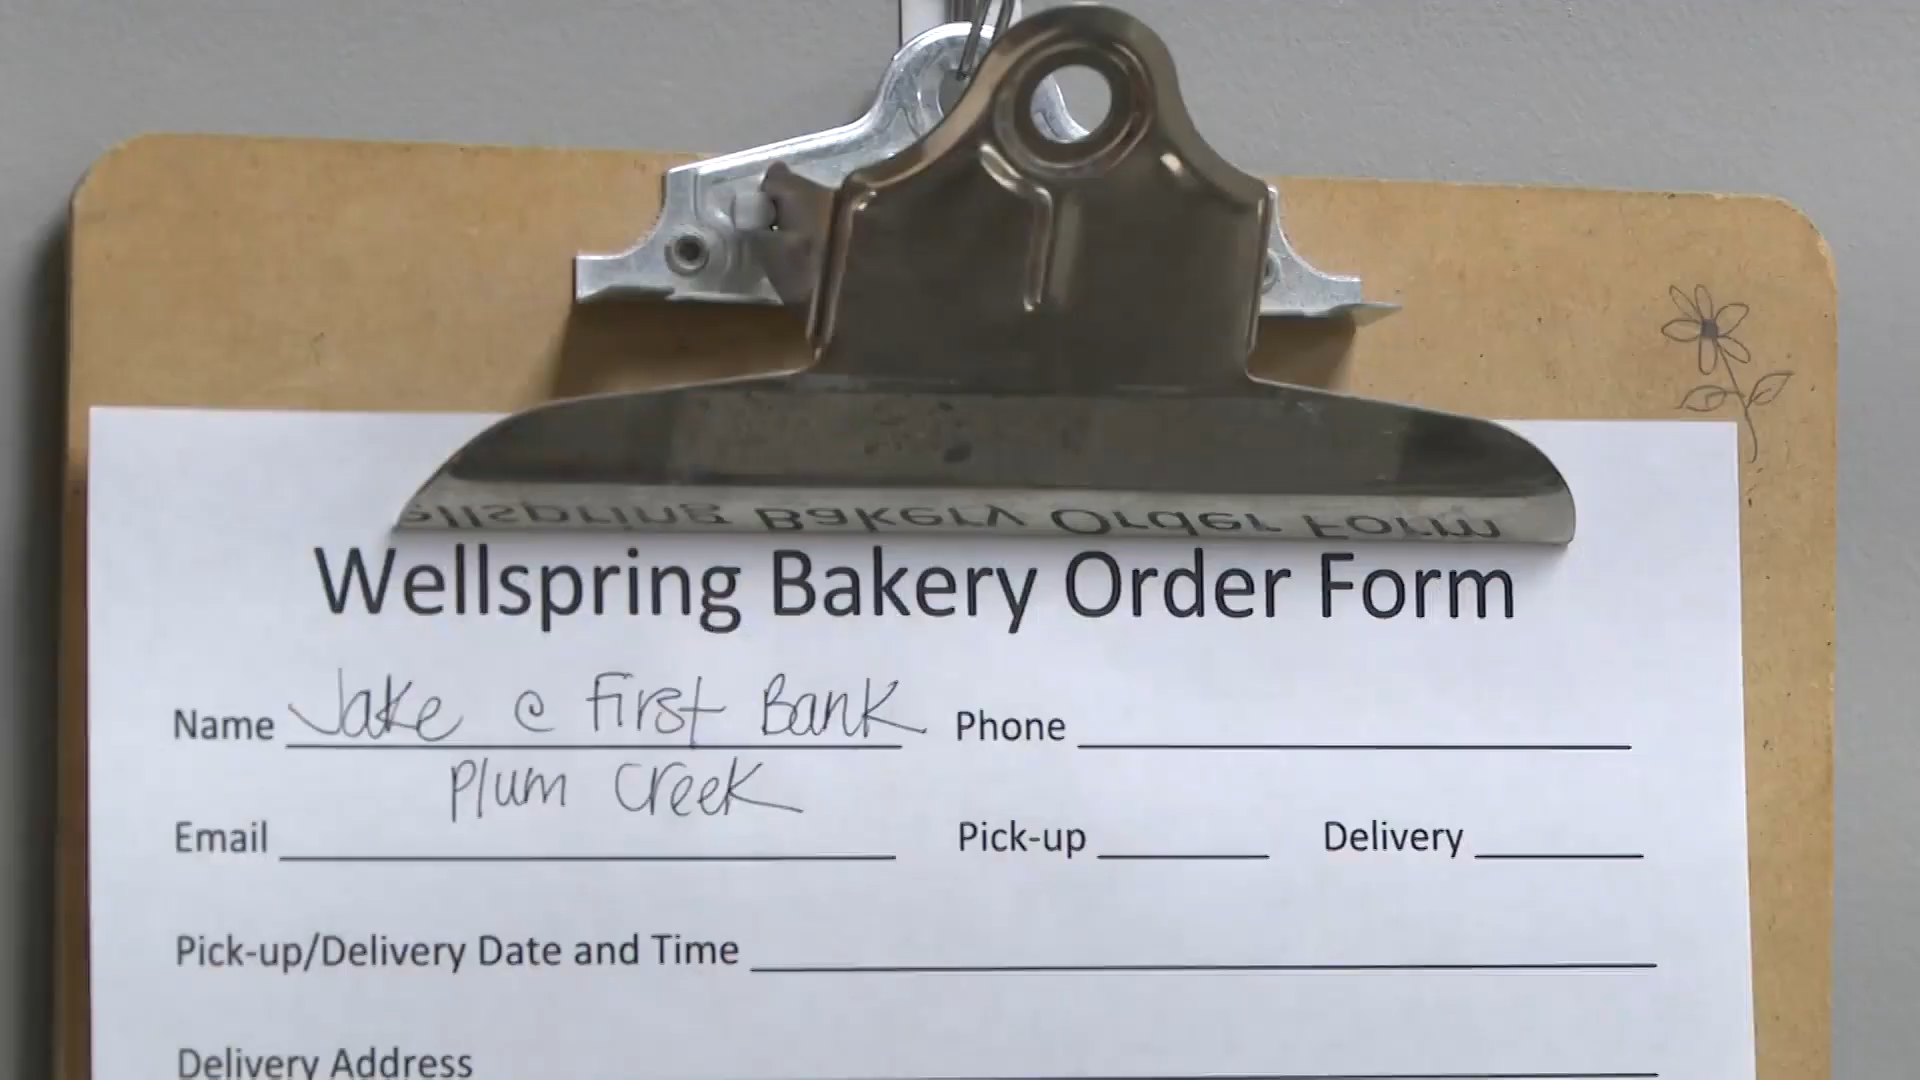 Wellspring Bakery Order Form
Name Jake @ First Bank Phone
Plum Creek
Email Pick-up Delivery
Pick-up/Delivery Date and Time
Delivery Address